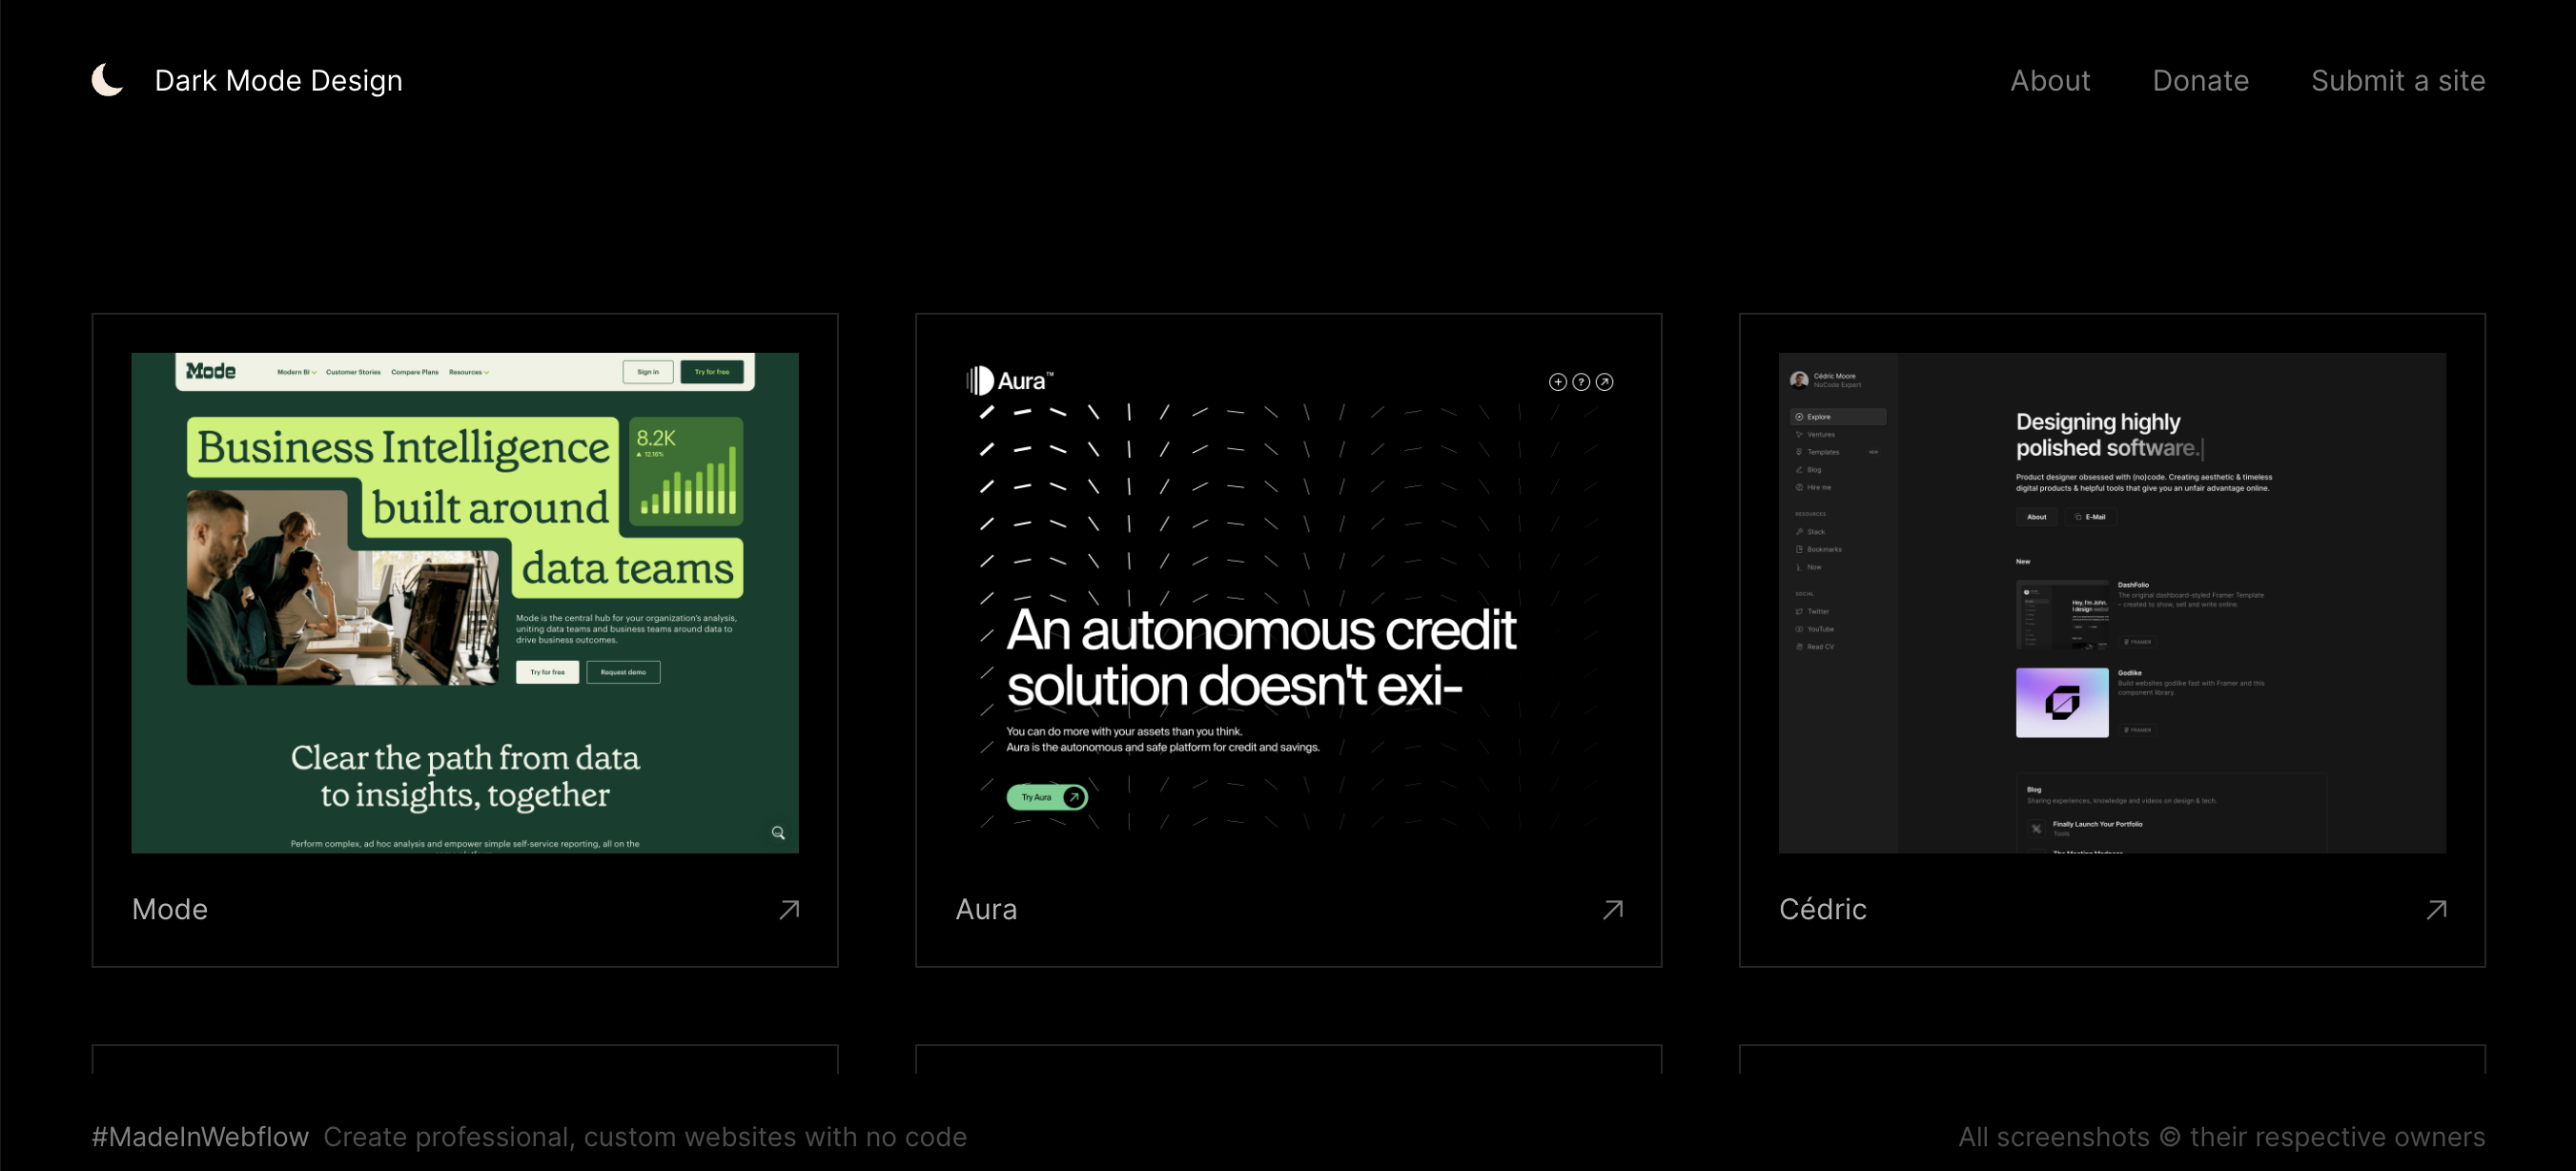 Dark Mode Design
About
Donate
Submit a site
Mode
Modern BI
Customer Stories
Compare Plans
Resources
Sign in
Try for free
Business Intelligence
built around
data teams
8.2K
12.16%
Mode is the central hub for your organization's analysis,
uniting data teams and business teams around data to
drive business outcomes.
Try for free
Request demo
Clear the path from data
to insights, together
Perform complex, ad hoc analysis and empower simple self-service reporting, all on the
Mode
Aura™
An autonomous credit
solution doesn't exi-
You can do more with your assets than you think.
Aura is the autonomous and safe platform for credit and savings.
Try Aura
Aura
Cédric Moore
NoCode Expert
Explore
Ventures
Templates
NEW
Blog
Hire me
RESOURCES
Stack
Bookmarks
Now
SOCIAL
Twitter
YouTube
Read CV
Designing highly
polished software.
Product designer obsessed with (no)code. Creating aesthetic & timeless
digital products & helpful tools that give you an unfair advantage online.
About
E-Mail
New
Hey, I'm John.
I design
DashFolio
The original dashboard-styled Framer Template
– created to show, sell and write online.
FRAMER
Godlike
Build websites godlike fast with Framer and this
component library.
FRAMER
Blog
Sharing experiences, knowledge and videos on design & tech.
Finally Launch Your Portfolio
Tools
Cédric
#MadeInWebflow Create professional, custom websites with no code
All screenshots © their respective owners